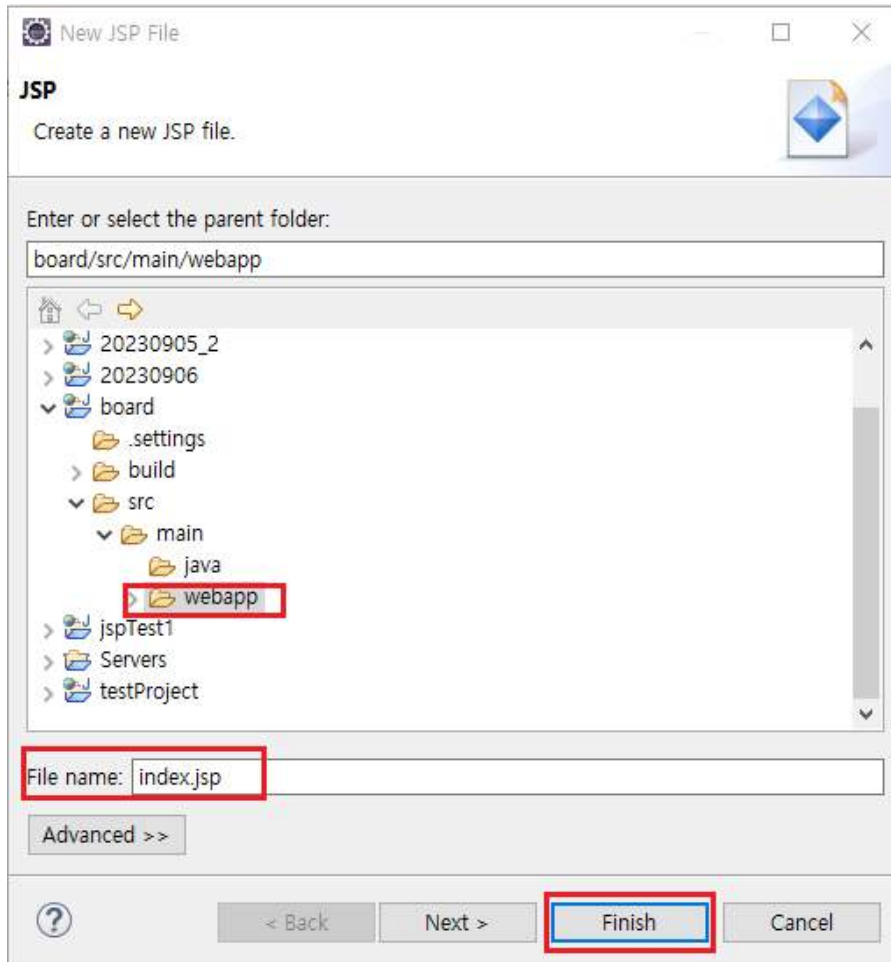 New JSP File
JSP
Create a new JSP file.
Enter or select the parent folder:
board/src/main/webapp
20230905_2
20230906
board
.settings
build
src
main
java
webapp
jspTest1
Servers
testProject
File name: index.jsp
Advanced >>
? < Back Next > Finish Cancel